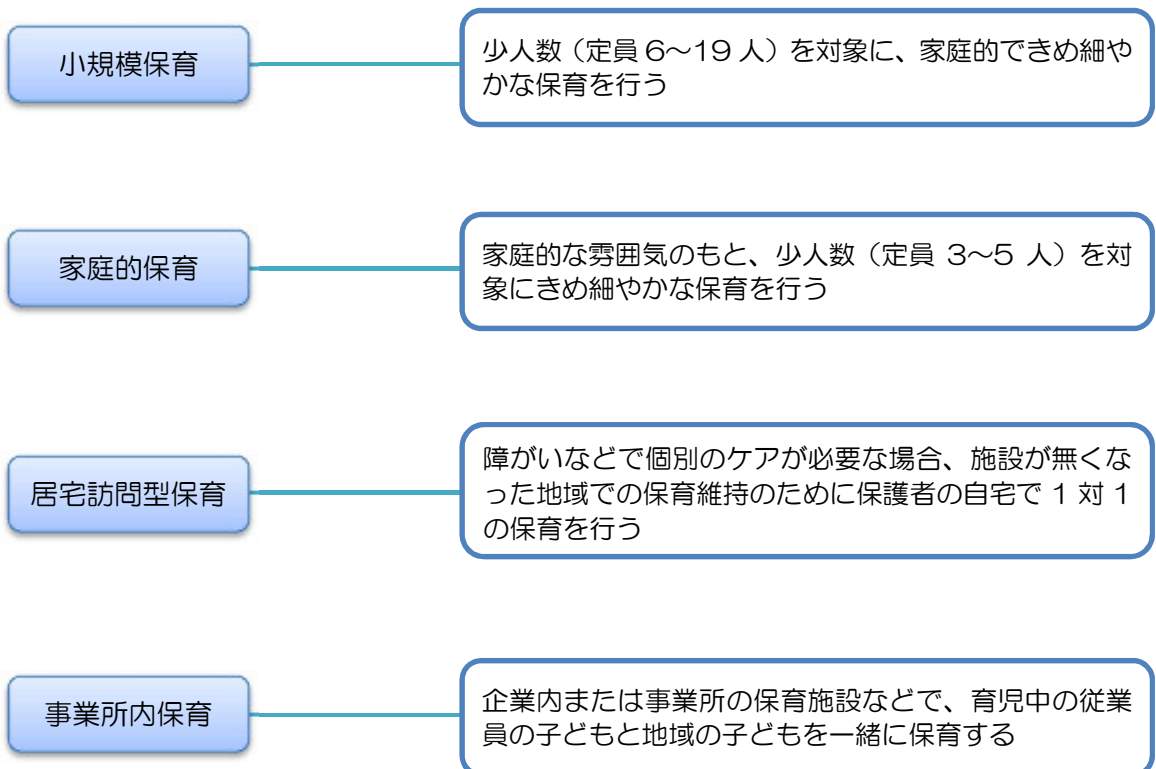 小規模保育
少人数（定員 6～19 人）を対象に、家庭的できめ細や
かな保育を行う
家庭的保育
家庭的な雰囲気のもと、少人数（定員 3～5 人）を対
象にきめ細やかな保育を行う
居宅訪問型保育
障がいなどで個別のケアが必要な場合、施設が無くな
った地域での保育維持のために保護者の自宅で 1 対 1
の保育を行う
事業所内保育
企業内または事業所の保育施設などで、育児中の従業
員の子どもと地域の子どもを一緒に保育する